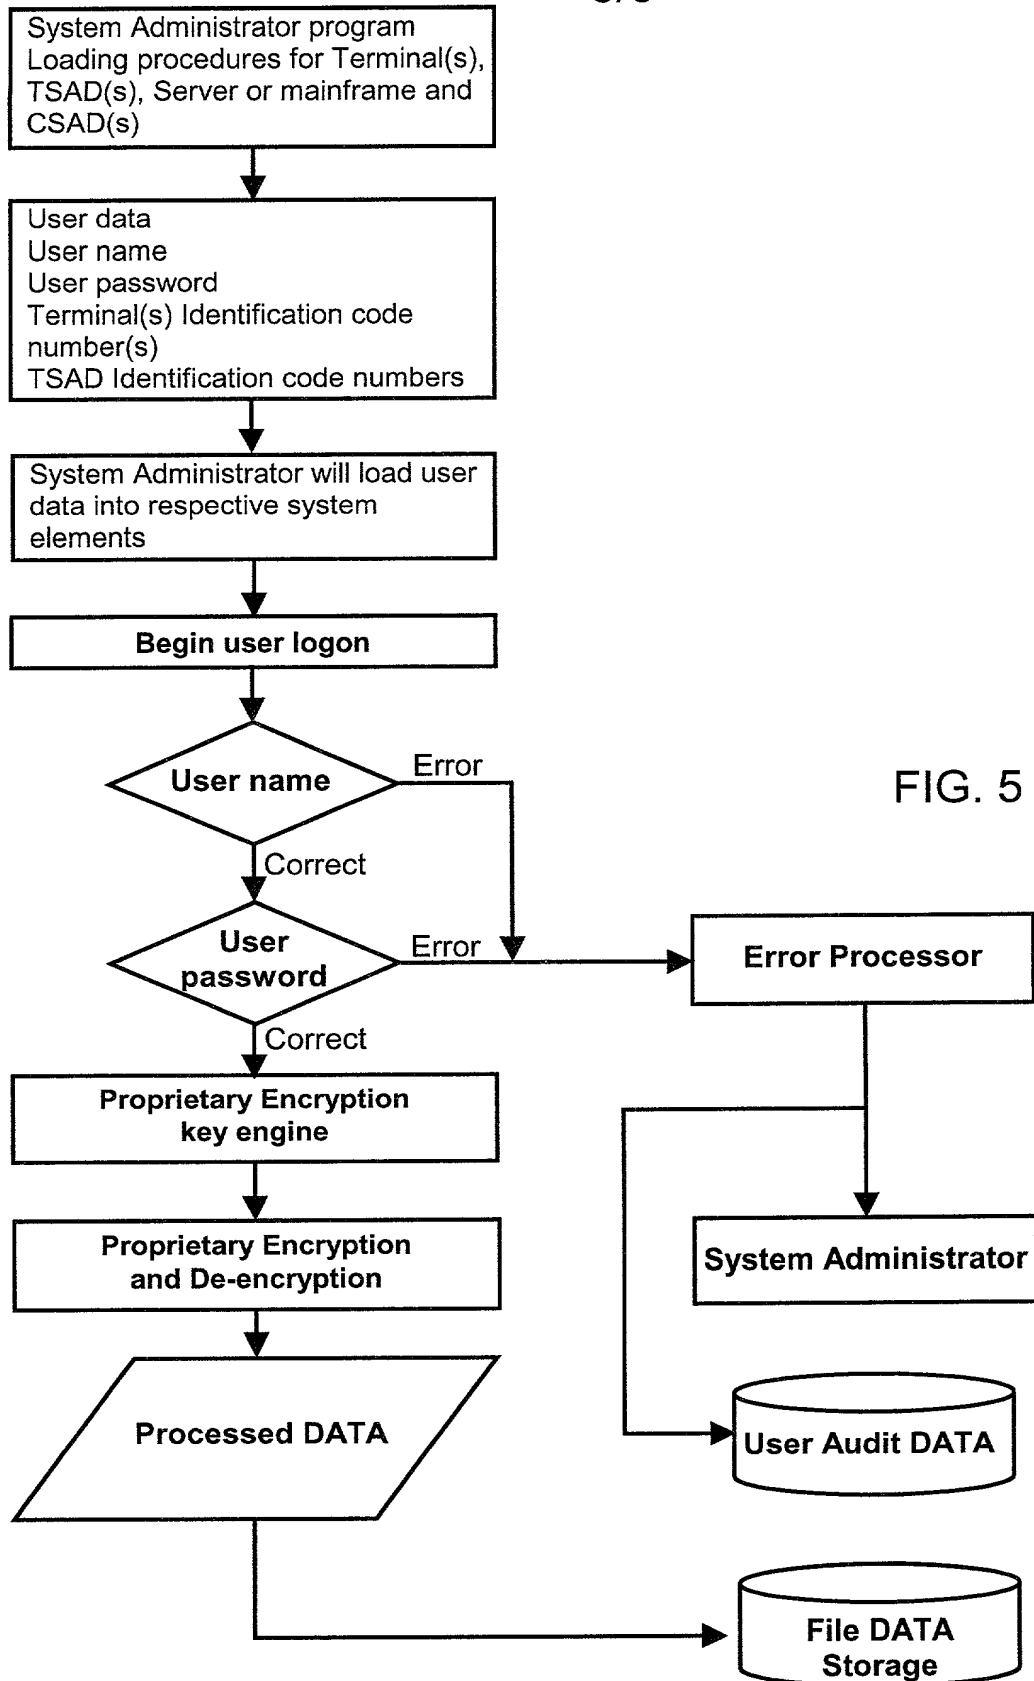 System Administrator program
Loading procedures for Terminal(s),
TSAD(s), Server or mainframe and
CSAD(s)
User data
User name
User password
Terminal(s) Identification code
number(s)
TSAD Identification code numbers
System Administrator will load user
data into respective system
elements
Begin user logon
User name
Error
Correct
FIG. 5
User
password
Error
Correct
Error Processor
Proprietary Encryption
key engine
Proprietary Encryption
and De-encryption
System Administrator
Processed DATA
User Audit DATA
File DATA
Storage